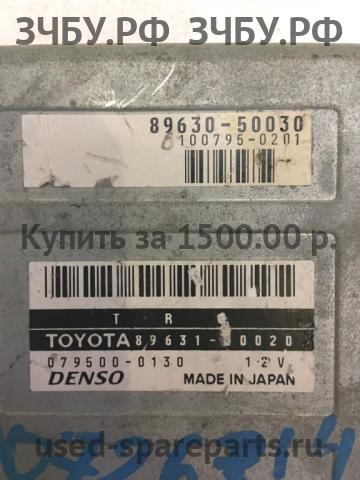 ЗЧБУ.РФ ЗЧБУ.РФ
89630-50030
100795-0201
Купить за 1500.00 р.
T R
TOYOTA 89631-
079500-0130 12V
DENSO MADE IN JAPAN
used-spareparts.ru